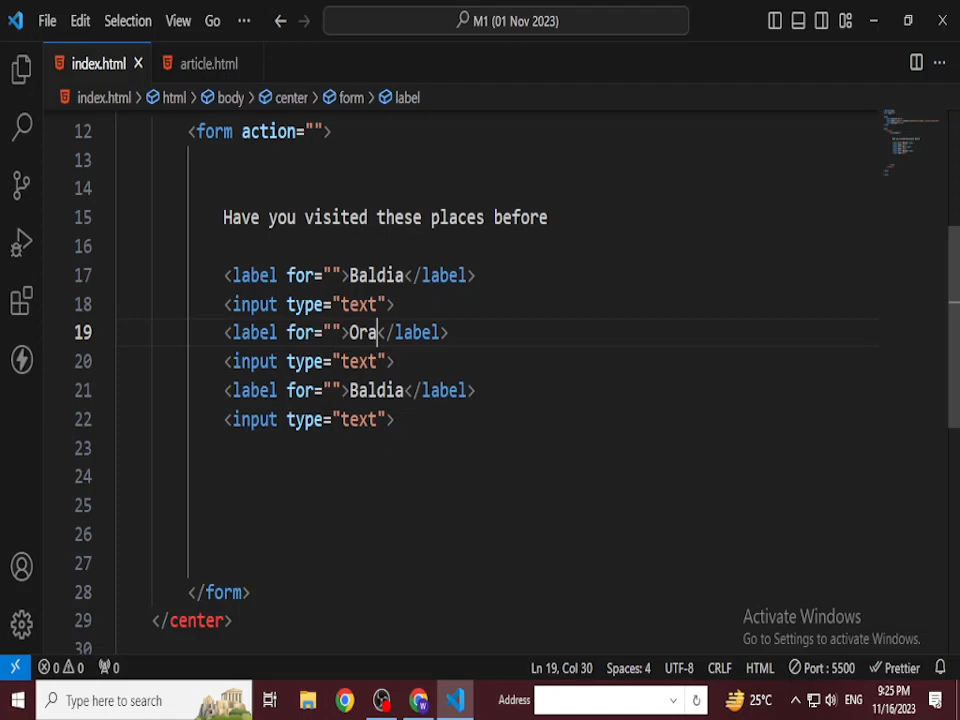 File Edit Selection View Go ··· M1 (01 Nov 2023)
index.html article.html ···
index.html > html > body > center > form > label
12 <form action="">
13
14
15 Have you visited these places before
16
17 <label for="">Baldia</label>
18 <input type="text">
19 <label for="">Ora</label>
20 <input type="text">
21 <label for="">Baldia</label>
22 <input type="text">
23
24
25
26
27
28 </form>
29 </center>
30
Activate Windows
Go to Settings to activate Windows.
0 0 0 Ln 19, Col 30 Spaces: 4 UTF-8 CRLF HTML Port : 5500 Prettier
Type here to search Address 25°C ENG 9:25 PM
11/16/2023